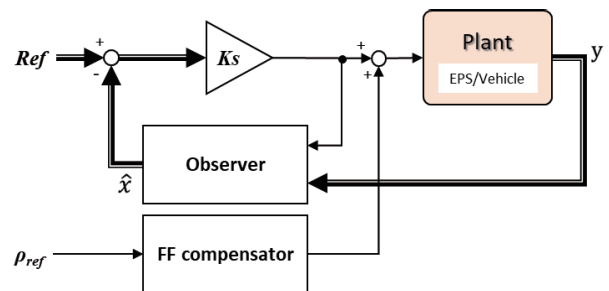 Ref
+
-
Ks
+
+
Plant
EPS/Vehicle
y
Observer
x̂
ρref
FF compensator